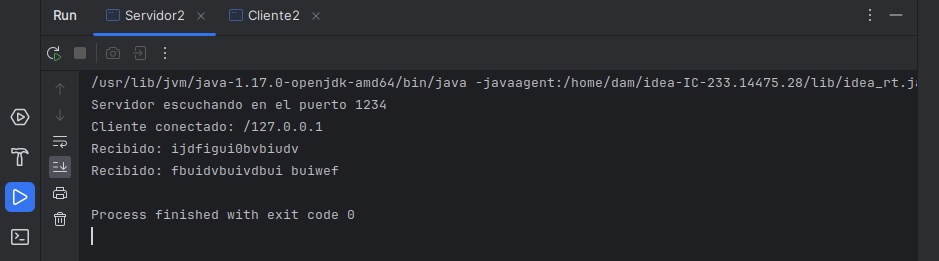 Run Servidor2 Cliente2
/usr/lib/jvm/java-1.17.0-openjdk-amd64/bin/java -javaagent:/home/dam/idea-IC-233.14475.28/lib/idea_rt.ja
Servidor escuchando en el puerto 1234
Cliente conectado: /127.0.0.1
Recibido: ijdfigui0bvbiudv
Recibido: fbuidvbuivdbui buiwef
Process finished with exit code 0